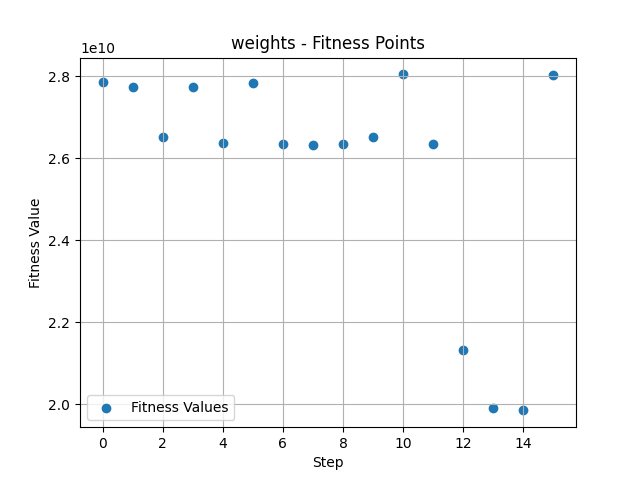 weights - Fitness Points
1e10
2.8
2.6
2.4
2.2
2.0
Fitness Value
Fitness Values
0 2 4 6 8 10 12 14
Step